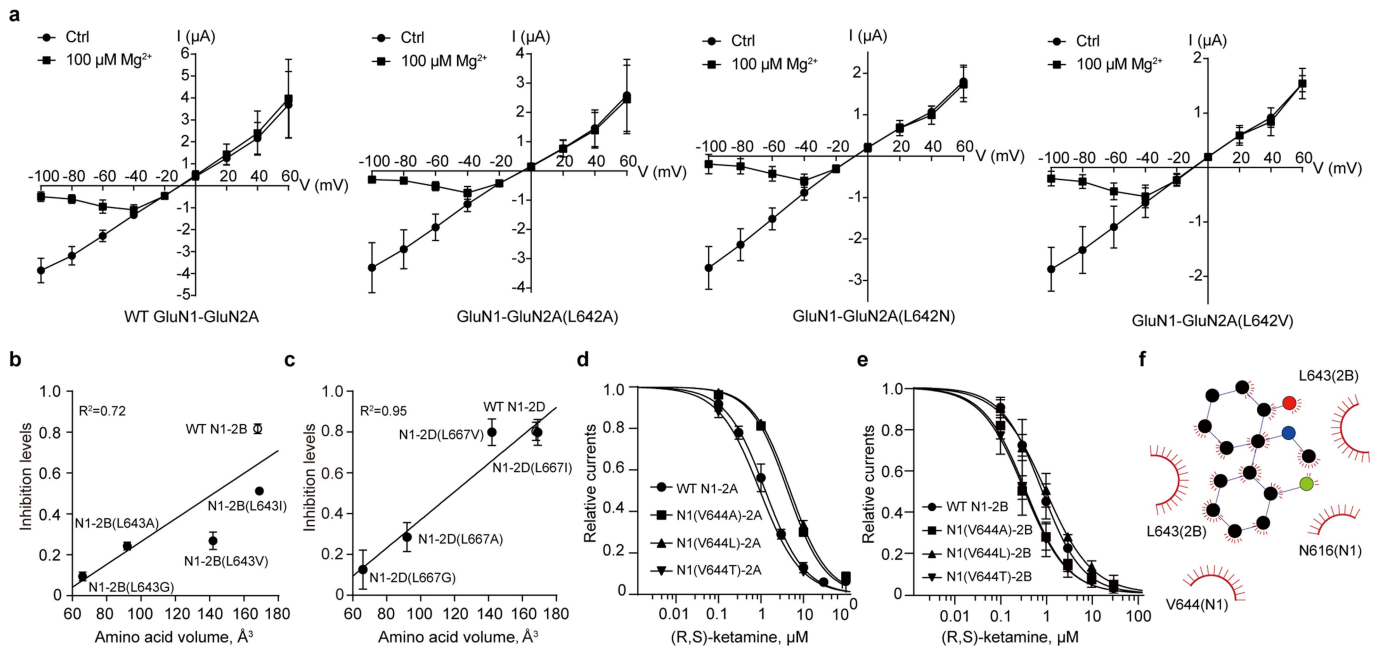 a
Ctrl
100 µM Mg²⁺
I (µA)
6
5
4
3
2
1
-100 -80 -60 -40 -20 0 20 40 60
V (mV)
-1
-2
-3
-4
-5
WT GluN1-GluN2A
Ctrl
100 µM Mg²⁺
I (µA)
4
3
2
1
-100 -80 -60 -40 -20 0 20 40 60
V (mV)
-1
-2
-3
-4
GluN1-GluN2A(L642A)
Ctrl
100 µM Mg²⁺
I (µA)
2
1
-100 -80 -60 -40 -20 0 20 40 60
V (mV)
-1
-2
-3
GluN1-GluN2A(L642N)
Ctrl
100 µM Mg²⁺
I (µA)
2
1
-100 -80 -60 -40 -20 0 20 40 60
V (mV)
-1
-2
GluN1-GluN2A(L642V)
b
Inhibition levels
1.0
0.8
0.6
0.4
0.2
0
R²=0.72
WT N1-2B
N1-2B(L643I)
N1-2B(L643A)
N1-2B(L643V)
N1-2B(L643G)
60 80 100 120 140 160 180
Amino acid volume, Å³
c
Inhibition levels
1.0
0.8
0.6
0.4
0.2
0
R²=0.95
WT N1-2D
N1-2D(L667V)
N1-2D(L667I)
N1-2D(L667A)
N1-2D(L667G)
60 80 100 120 140 160 180
Amino acid volume, Å³
d
Relative currents
1.0
0.8
0.6
0.4
0.2
0
WT N1-2A
N1(V644A)-2A
N1(V644L)-2A
N1(V644T)-2A
0.01 0.1 1 10 0
(R,S)-ketamine, µM
e
Relative currents
1.0
0.8
0.6
0.4
0.2
0
WT N1-2B
N1(V644A)-2B
N1(V644L)-2B
N1(V644T)-2B
0.01 0.1 1 10 100
(R,S)-ketamine, µM
f
L643(2B)
L643(2B)
N616(N1)
V644(N1)